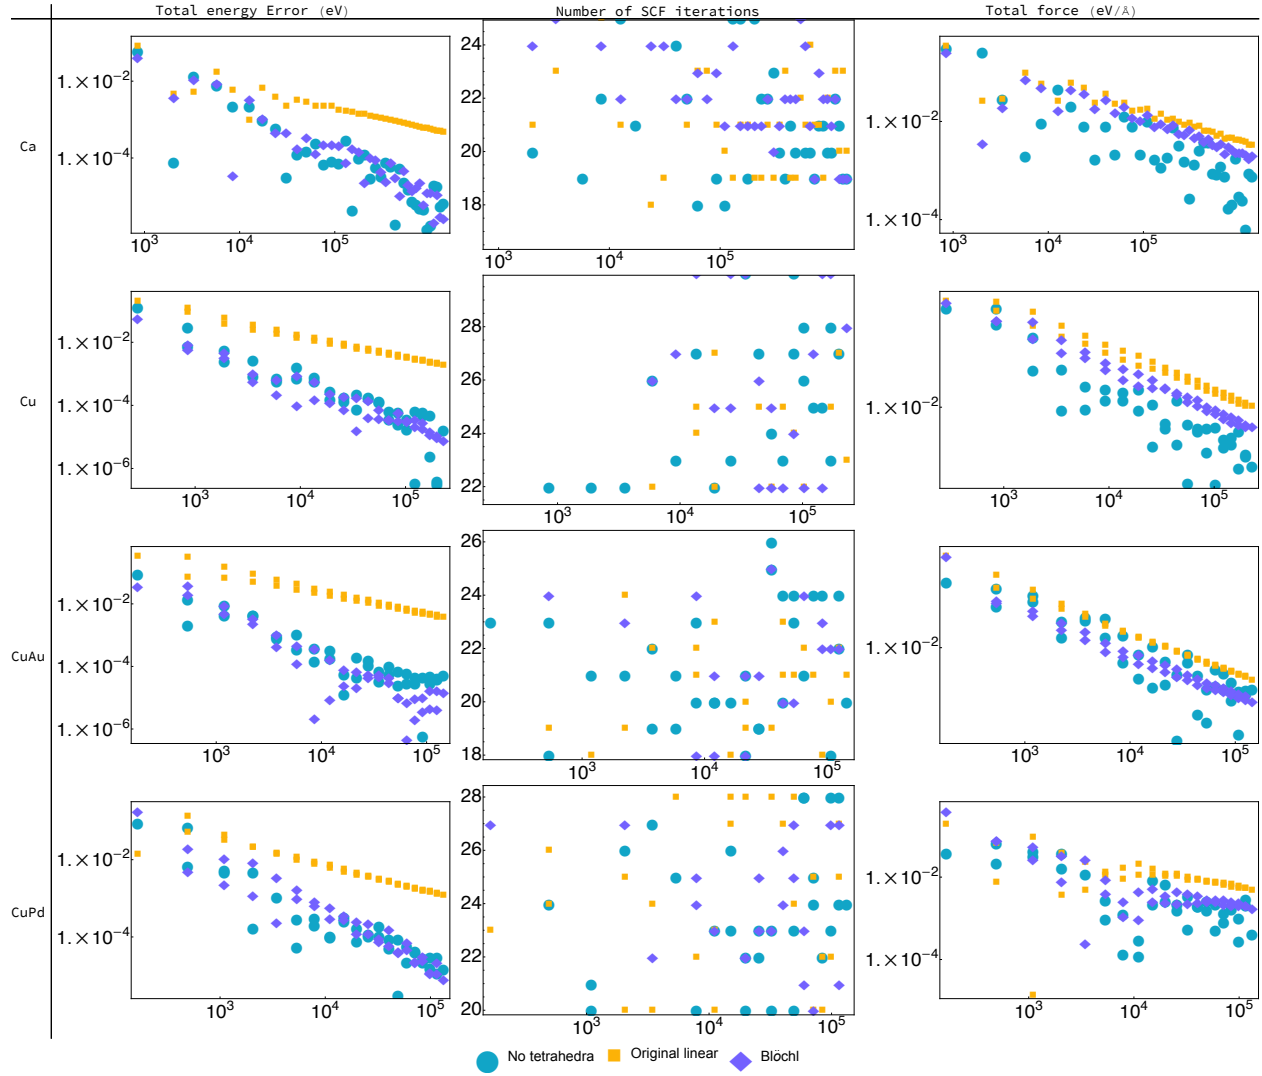 Total energy Error (eV) Number of SCF iterations Total force (eV/Å)
Ca
1.×10⁻²
1.×10⁻⁴
10³ 10⁴ 10⁵
24
22
20
18
10³ 10⁴ 10⁵
1.×10⁻²
1.×10⁻⁴
10³ 10⁴ 10⁵
Cu
1.×10⁻²
1.×10⁻⁴
1.×10⁻⁶
10³ 10⁴ 10⁵
28
26
24
22
10³ 10⁴ 10⁵
1.×10⁻²
10³ 10⁴ 10⁵
CuAu
1.×10⁻²
1.×10⁻⁴
1.×10⁻⁶
10³ 10⁴ 10⁵
26
24
22
20
18
10³ 10⁴ 10⁵
1.×10⁻²
10³ 10⁴ 10⁵
CuPd
1.×10⁻²
1.×10⁻⁴
10³ 10⁴ 10⁵
28
26
24
22
20
10³ 10⁴ 10⁵
1.×10⁻²
1.×10⁻⁴
10³ 10⁴ 10⁵
No tetrahedra Original linear Blöchl